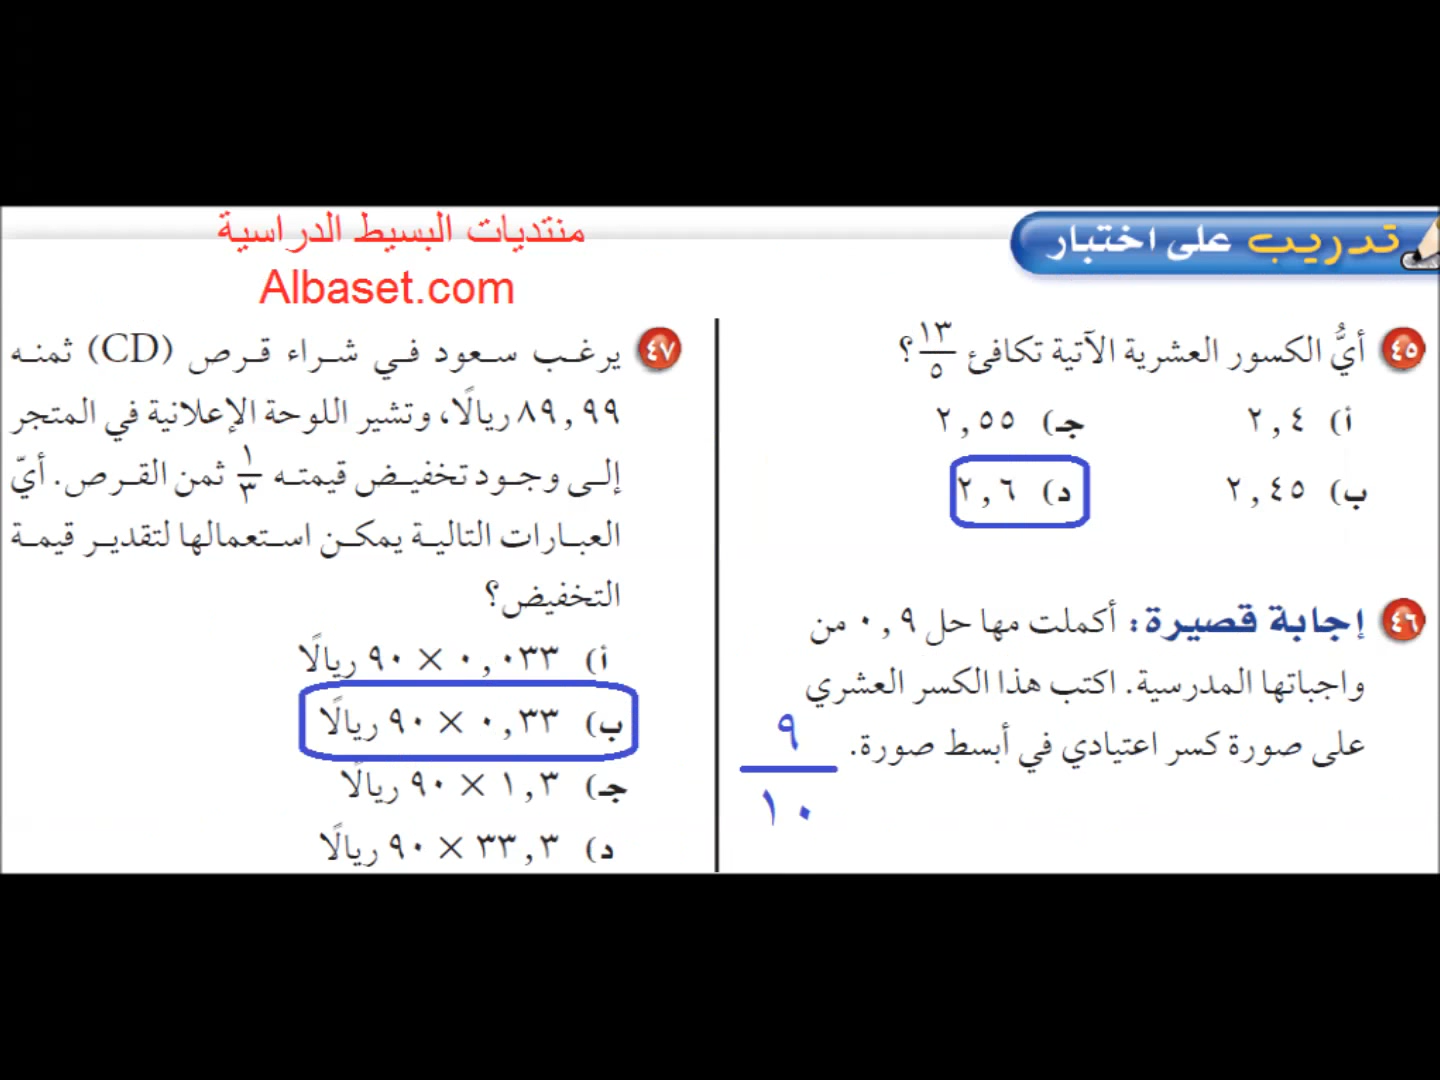 منتديات البسيط الدراسية
Albaset.com
تدريب على اختبار
٤٥ أيُّ الكسور العشرية الآتية تكافئ ١٣/٥ ؟
أ) ٢,٤ جـ) ٢,٥٥
ب) ٢,٤٥ د) ٢,٦
٤٦ إجابة قصيرة: أكملت مها حل ٠,٩ من
واجباتها المدرسية. اكتب هذا الكسر العشري
على صورة كسر اعتيادي في أبسط صورة.
٩
١٠
٤٧ يرغب سعود في شراء قرص (CD) ثمنه
٨٩,٩٩ ريالًا، وتشير اللوحة الإعلانية في المتجر
إلى وجود تخفيض قيمته ١/٣ ثمن القرص. أيّ
العبارات التالية يمكن استعمالها لتقدير قيمة
التخفيض؟
أ) ٠,٠٣٣ × ٩٠ ريالًا
ب) ٠,٣٣ × ٩٠ ريالًا
جـ) ١,٣ × ٩٠ ريالًا
د) ٣٣,٣ × ٩٠ ريالًا